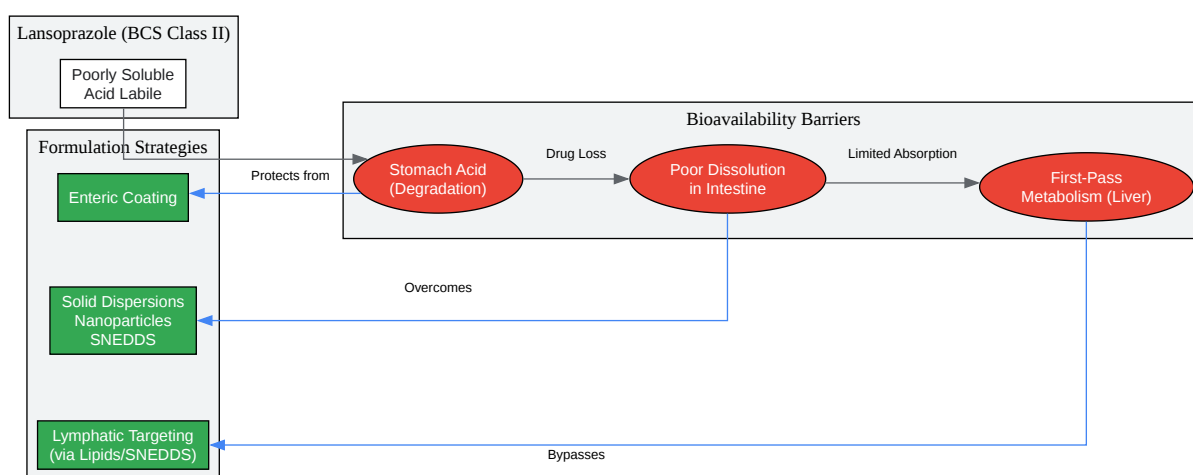 Lansoprazole (BCS Class II)
Poorly Soluble
Acid Labile
Formulation Strategies
Enteric Coating
Solid Dispersions
Nanoparticles
SNEDDS
Lymphatic Targeting
(via Lipids/SNEDDS)
Bioavailability Barriers
Stomach Acid
(Degradation)
Drug Loss
Poor Dissolution
in Intestine
Limited Absorption
First-Pass
Metabolism (Liver)
Protects from
Overcomes
Bypasses